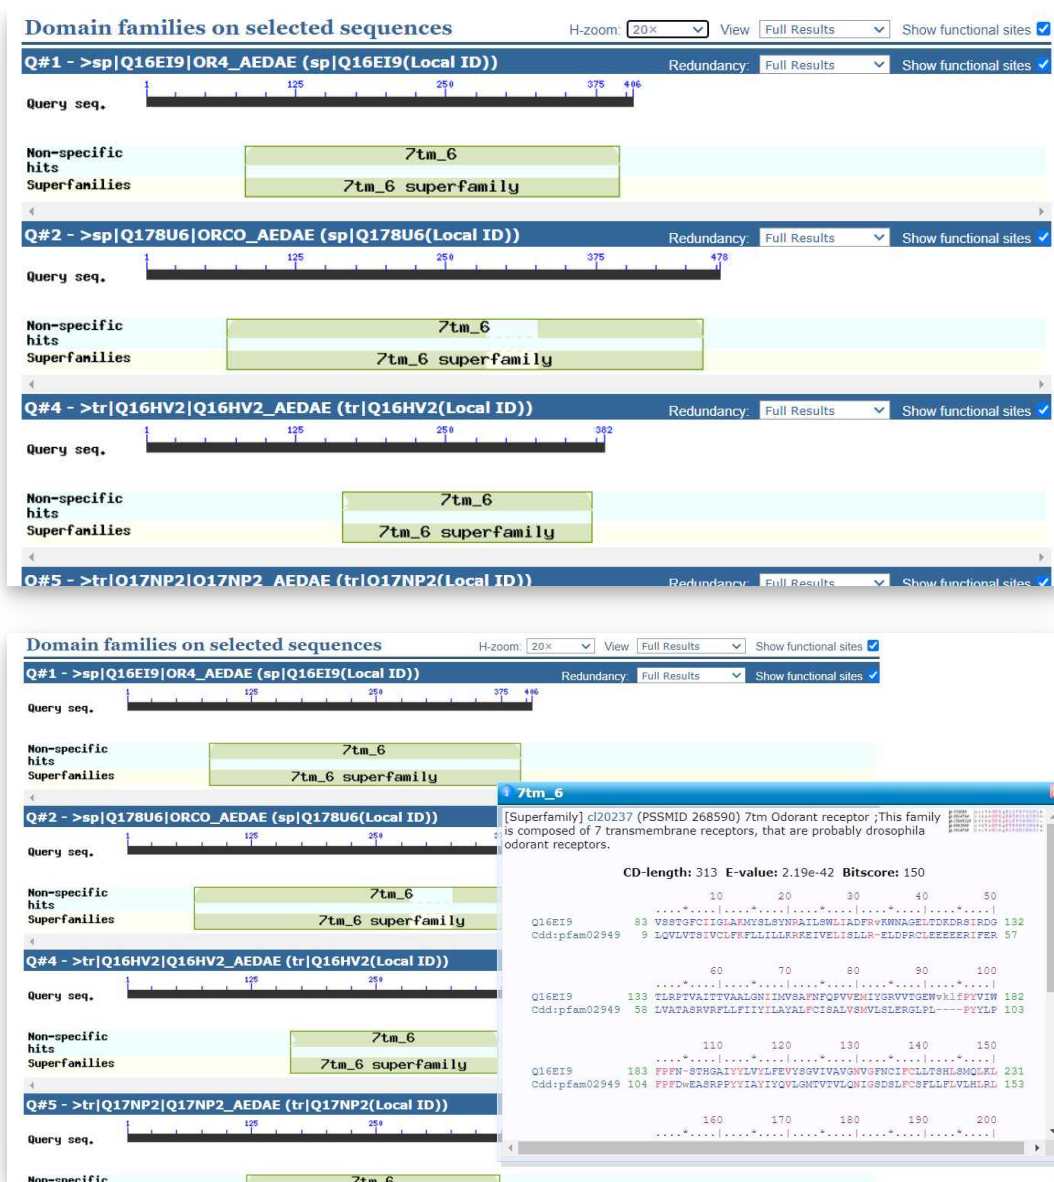 Domain families on selected sequences H-zoom: 20× View Full Results Show functional sites
Q#1 - >sp|Q16EI9|OR4_AEDAE (sp|Q16EI9(Local ID)) Redundancy: Full Results Show functional sites
1 125 250 375 406
Query seq.
Non-specific hits 7tm_6
Superfamilies 7tm_6 superfamily
Q#2 - >sp|Q178U6|ORCO_AEDAE (sp|Q178U6(Local ID)) Redundancy: Full Results Show functional sites
1 125 250 375 478
Query seq.
Non-specific hits 7tm_6
Superfamilies 7tm_6 superfamily
Q#4 - >tr|Q16HV2|Q16HV2_AEDAE (tr|Q16HV2(Local ID)) Redundancy: Full Results Show functional sites
1 125 250 382
Query seq.
Non-specific hits 7tm_6
Superfamilies 7tm_6 superfamily
Q#5 - >tr|Q17NP2|Q17NP2_AEDAE (tr|Q17NP2(Local ID)) Redundancy: Full Results Show functional sites
Domain families on selected sequences H-zoom: 20× View Full Results Show functional sites
Q#1 - >sp|Q16EI9|OR4_AEDAE (sp|Q16EI9(Local ID)) Redundancy: Full Results Show functional sites
1 125 250 375 406
Query seq.
Non-specific hits 7tm_6
Superfamilies 7tm_6 superfamily
Q#2 - >sp|Q178U6|ORCO_AEDAE (sp|Q178U6(Local ID))
1 125 250
Query seq.
Non-specific hits 7tm_6
Superfamilies 7tm_6 superfamily
Q#4 - >tr|Q16HV2|Q16HV2_AEDAE (tr|Q16HV2(Local ID))
1 125 250
Query seq.
Non-specific hits 7tm_6
Superfamilies 7tm_6 superfamily
Q#5 - >tr|Q17NP2|Q17NP2_AEDAE (tr|Q17NP2(Local ID))
1 125 250
Query seq.
Non-specific 7tm_6
7tm_6
[Superfamily] cl20237 (PSSMID 268590) 7tm Odorant receptor ;This family
is composed of 7 transmembrane receptors, that are probably drosophila
odorant receptors.
CD-length: 313 E-value: 2.19e-42 Bitscore: 150
10 20 30 40 50
....*....|....*....|....*....|....*....|....*....|
Q16EI9 83 VSSTGFCIIGLAKMYSLSYNRAILSWLIADFRvKWNAGELTDKDRSIRDG 132
Cdd:pfam02949 9 LQVLVTSIVCLFKFLLILLKRKEIVELISLLR-ELDPRCLEEEEERIFER 57
60 70 80 90 100
....*....|....*....|....*....|....*....|....*....|
Q16EI9 133 TLRPTVAITTVAALGNIIMVSAFNFQPVVEMIYGRVVTGEWvklfPYVIW 182
Cdd:pfam02949 58 LVATASRVRFLLFIIYILAYALFCISALVSMVLSLERGLPL----PYYLP 103
110 120 130 140 150
....*....|....*....|....*....|....*....|....*....|
Q16EI9 183 FPFN-STHGAIYYLVYLFEVYSGVIVAVGNVGFNCIFCLLTSHLSMQLKL 231
Cdd:pfam02949 104 FPFDwEASRPPYYIAYIYQVLGMTVTVLQNIGSDSLFCSFLLFLVLHLRL 153
160 170 180 190 200
....*....|....*....|....*....|....*....|....*....|